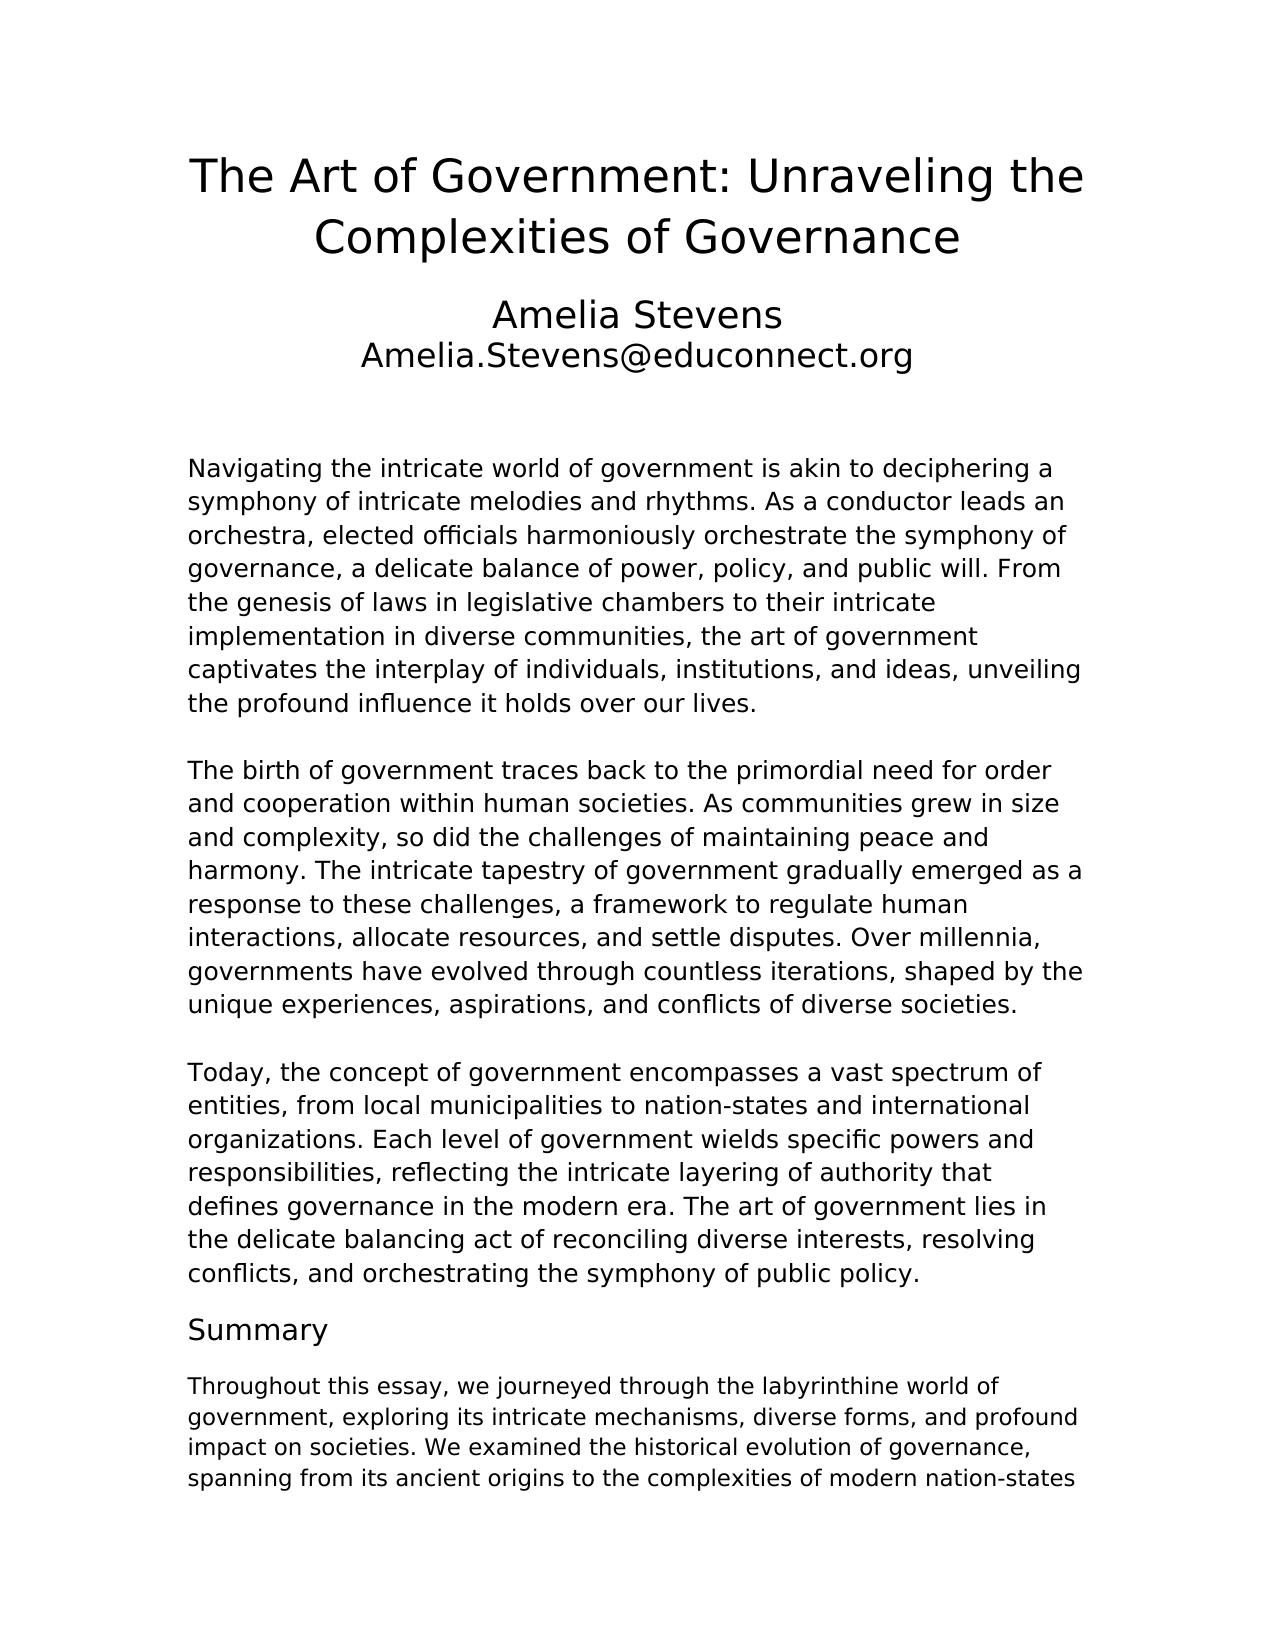 The Art of Government: Unraveling the
Complexities of Governance
Amelia Stevens
Amelia.Stevens@educonnect.org
Navigating the intricate world of government is akin to deciphering a
symphony of intricate melodies and rhythms. As a conductor leads an
orchestra, elected officials harmoniously orchestrate the symphony of
governance, a delicate balance of power, policy, and public will. From
the genesis of laws in legislative chambers to their intricate
implementation in diverse communities, the art of government
captivates the interplay of individuals, institutions, and ideas, unveiling
the profound influence it holds over our lives.
The birth of government traces back to the primordial need for order
and cooperation within human societies. As communities grew in size
and complexity, so did the challenges of maintaining peace and
harmony. The intricate tapestry of government gradually emerged as a
response to these challenges, a framework to regulate human
interactions, allocate resources, and settle disputes. Over millennia,
governments have evolved through countless iterations, shaped by the
unique experiences, aspirations, and conflicts of diverse societies.
Today, the concept of government encompasses a vast spectrum of
entities, from local municipalities to nation-states and international
organizations. Each level of government wields specific powers and
responsibilities, reflecting the intricate layering of authority that
defines governance in the modern era. The art of government lies in
the delicate balancing act of reconciling diverse interests, resolving
conflicts, and orchestrating the symphony of public policy.
Summary
Throughout this essay, we journeyed through the labyrinthine world of
government, exploring its intricate mechanisms, diverse forms, and profound
impact on societies. We examined the historical evolution of governance,
spanning from its ancient origins to the complexities of modern nation-states